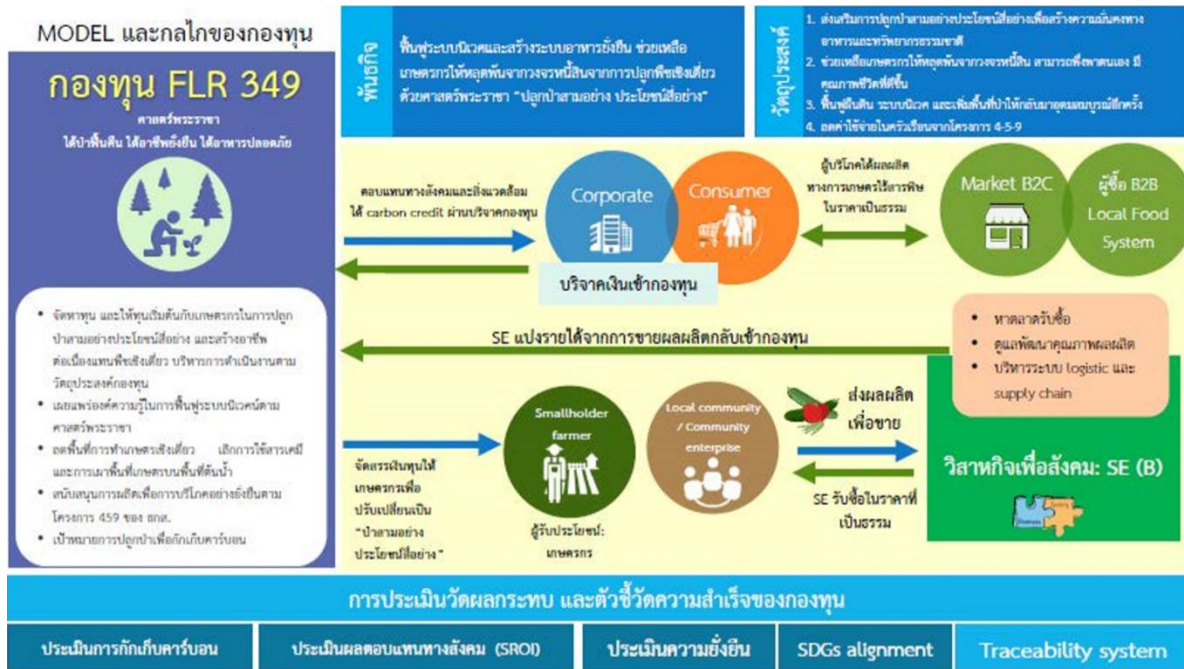 MODEL และกลไกของกองทุน
กองทุน FLR 349
ศาสตร์พระราชา
ได้ป่าฟื้นคืน ได้อาชีพยั่งยืน ได้อาหารปลอดภัย
• จัดหาทุน และให้ทุนเริ่มต้นกับเกษตรกรในการปลูก
ป่าสามอย่างประโยชน์สี่อย่าง และสร้างอาชีพ
ต่อเนื่องแทนพืชเชิงเดี่ยว บริหารการดำเนินงานตาม
วัตถุประสงค์กองทุน
• เผยแพร่องค์ความรู้ในการฟื้นฟูระบบนิเวศน์ตาม
ศาสตร์พระราชา
• ลดพื้นที่การทำเกษตรเชิงเดี่ยว เลิกการใช้สารเคมี
และการเผาพื้นที่เกษตรบนพื้นที่ต้นน้ำ
• สนับสนุนการผลิตเพื่อการบริโภคอย่างยั่งยืนตาม
โครงการ 459 ของ ธกส.
• เป้าหมายการปลูกป่าเพื่อกักเก็บคาร์บอน
พันธกิจ
ฟื้นฟูระบบนิเวศและสร้างระบบอาหารยั่งยืน ช่วยเหลือ
เกษตรกรให้หลุดพ้นจากวงจรหนี้สินจากการปลูกพืชเชิงเดี่ยว
ด้วยศาสตร์พระราชา "ปลูกป่าสามอย่าง ประโยชน์สี่อย่าง"
วัตถุประสงค์
1. ส่งเสริมการปลูกป่าสามอย่างประโยชน์สี่อย่างเพื่อสร้างความมั่นคงทาง
อาหารและทรัพยากรธรรมชาติ
2. ช่วยเหลือเกษตรกรให้หลุดพ้นจากวงจรหนี้สิน สามารถพึ่งพาตนเอง มี
คุณภาพชีวิตที่ดีขึ้น
3. ฟื้นฟูผืนดิน ระบบนิเวศ และเพิ่มพื้นที่ป่าให้กลับมาอุดมสมบูรณ์อีกครั้ง
4. ลดค่าใช้จ่ายในครัวเรือนจากโครงการ 4-5-9
ตอบแทนทางสังคมและสิ่งแวดล้อม
ได้ carbon credit ผ่านบริจาคกองทุน
Corporate
Consumer
บริจาคเงินเข้ากองทุน
ผู้บริโภคได้ผลผลิต
ทางการเกษตรไร้สารพิษ
ในราคาเป็นธรรม
Market B2C
ผู้ซื้อ B2B
Local Food
System
SE แบ่งรายได้จากการขายผลผลิตกลับเข้ากองทุน
• หาตลาดรับซื้อ
• ดูแลพัฒนาคุณภาพผลผลิต
• บริหารระบบ logistic และ
supply chain
วิสาหกิจเพื่อสังคม: SE (B)
จัดสรรเงินทุนให้
เกษตรกรเพื่อ
ปรับเปลี่ยนเป็น
"ป่าสามอย่าง
ประโยชน์สี่อย่าง"
Smallholder
farmer
ผู้รับประโยชน์:
เกษตรกร
Local community
/ Community
enterprise
ส่งผลผลิต
เพื่อขาย
SE รับซื้อในราคาที่
เป็นธรรม
การประเมินวัดผลกระทบ และตัวชี้วัดความสำเร็จของกองทุน
ประเมินการกักเก็บคาร์บอน
ประเมินผลตอบแทนทางสังคม (SROI)
ประเมินความยั่งยืน
SDGs alignment
Traceability system